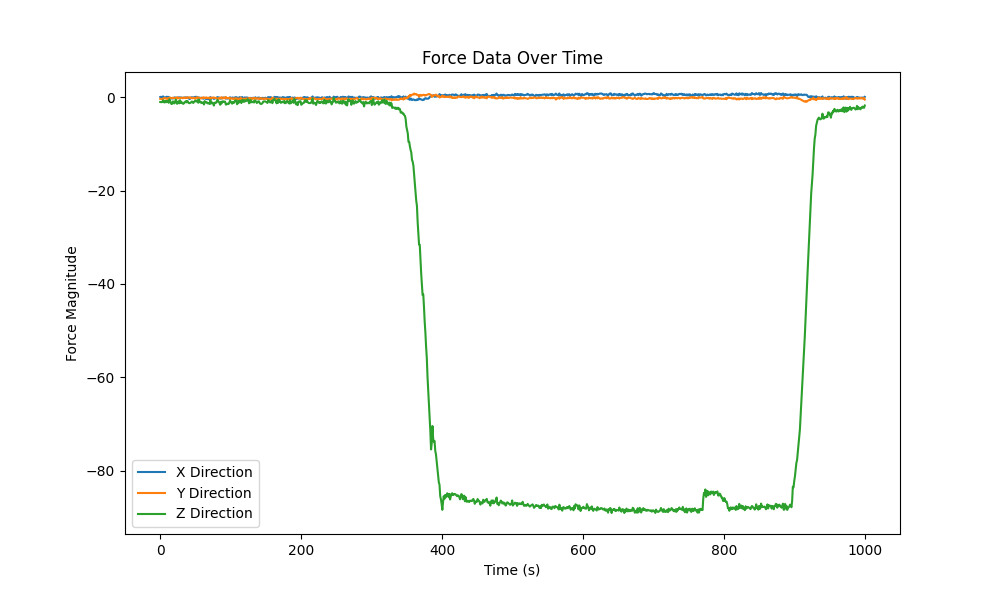 Force Data Over Time
Force Magnitude
0
−20
−40
−60
−80
X Direction
Y Direction
Z Direction
0 200 400 600 800 1000
Time (s)